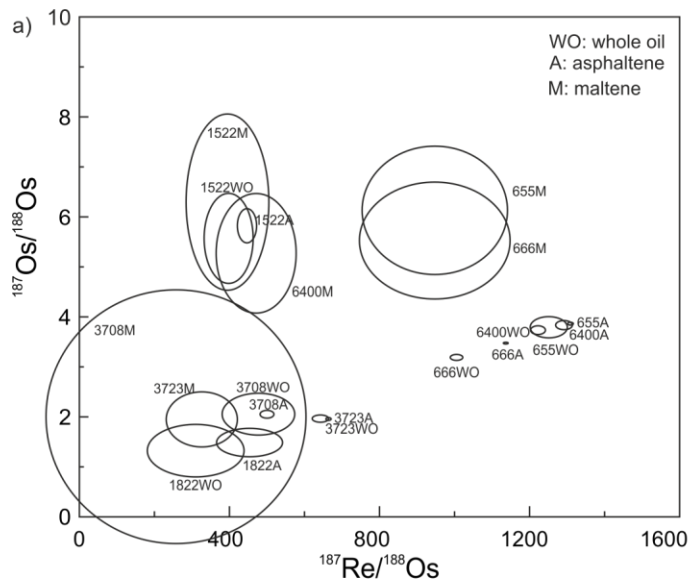 a)
10
WO: whole oil
A: asphaltene
M: maltene
8
1522M
1522WO
1522A
6400M
655M
666M
6
¹⁸⁷Os/¹⁸⁸Os
4
3708M
6400WO
655A
6400A
655WO
666A
666WO
3723M
3708WO
3708A
2
3723A
3723WO
1822A
1822WO
0
0
400
800
1200
1600
¹⁸⁷Re/¹⁸⁸Os